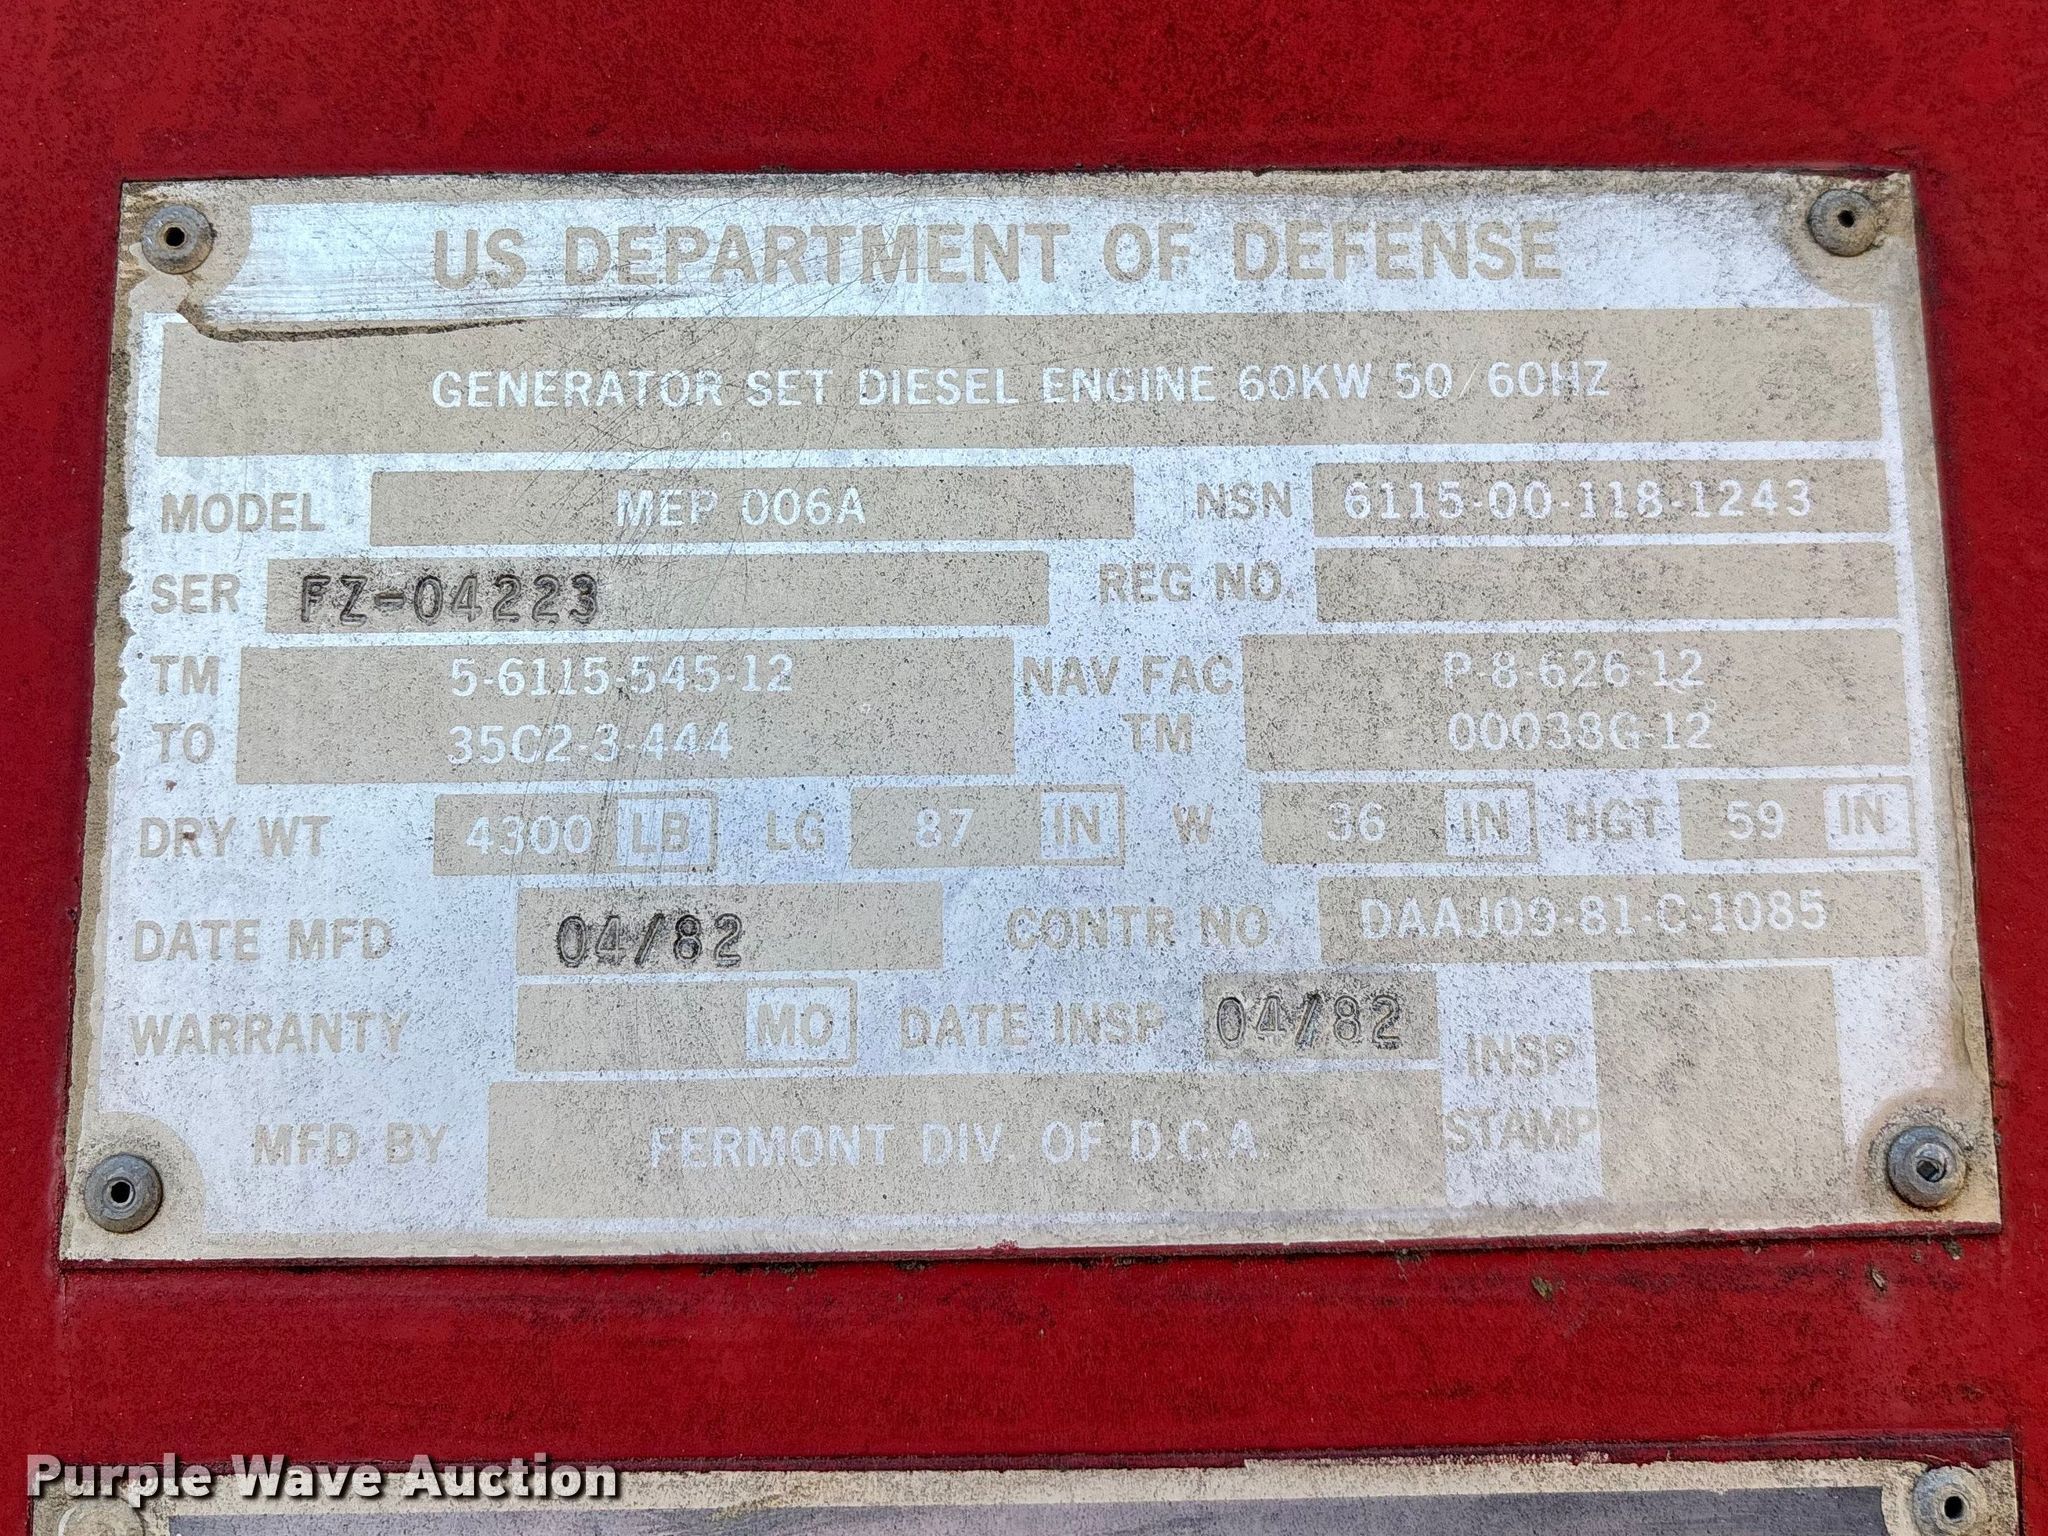 US DEPARTMENT OF DEFENSE
GENERATOR SET DIESEL ENGINE 60KW 50/60HZ
MODEL MEP 006A NSN 6115-00-118-1243
SER FZ-04223 REG NO.
TM 5-6115-545-12 NAV FAC P-8-626-12
TO 35C2-3-444 TM 00038G-12
DRY WT 4300 LB LG 87 IN W 36 IN HGT 59 IN
DATE MFD 04/82 CONTR NO. DAAJ09-81-C-1085
WARRANTY MO DATE INSP 04/82 INSP STAMP
MFD BY FERMONT DIV. OF D.C.A.
Purple Wave Auction